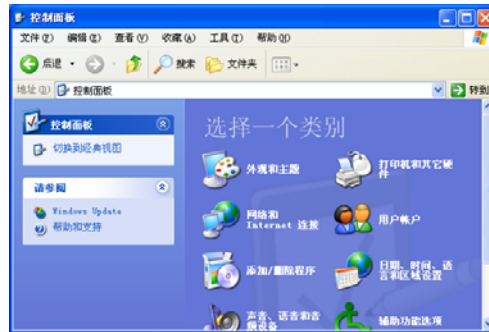 控制面板
文件(F) 编辑(E) 查看(V) 收藏(A) 工具(T) 帮助(H)
后退 搜索 文件夹
地址(D) 控制面板 转到
控制面板
切换到经典视图
请参阅
Windows Update
帮助和支持
选择一个类别
外观和主题
打印机和其它硬
件
网络和
Internet 连接
用户帐户
添加/删除程序
日期、时间、语
言和区域设置
声音、语音和音
频设备
辅助功能选项